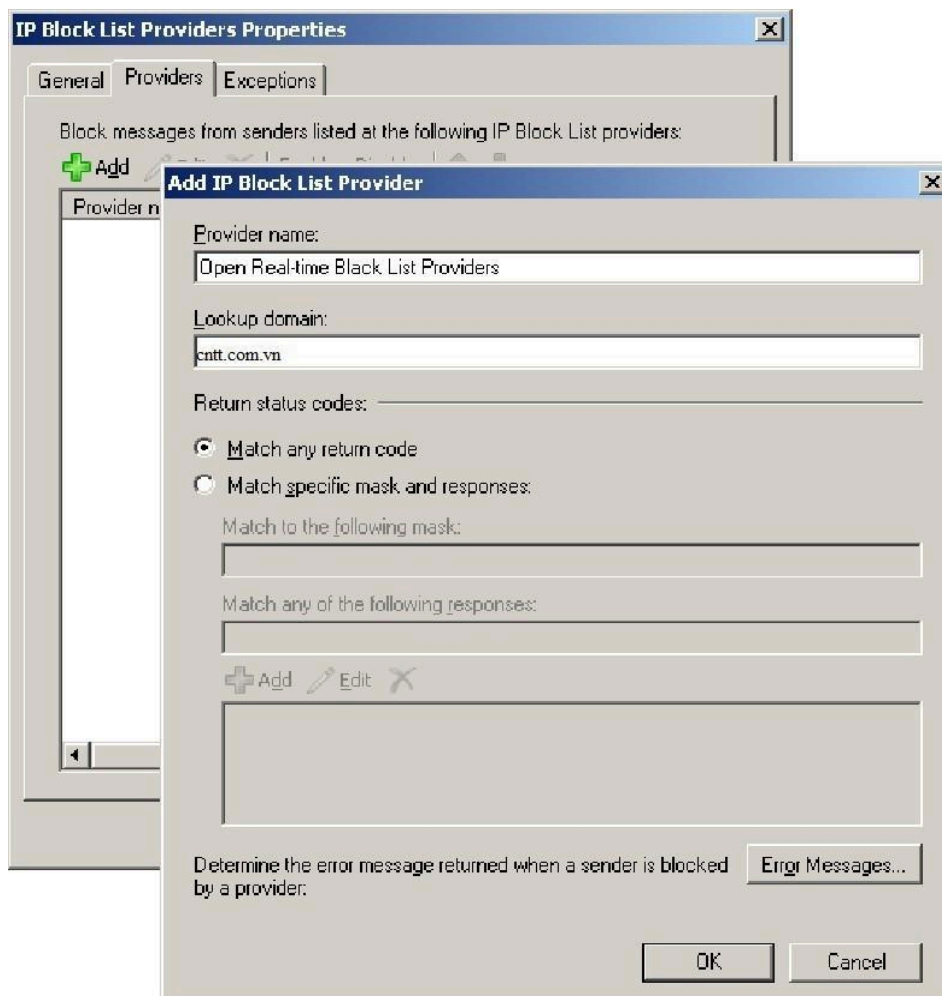 IP Block List Providers Properties
General Providers Exceptions
Block messages from senders listed at the following IP Block List providers:
Add
Provider n
Add IP Block List Provider
Provider name:
Open Real-time Black List Providers
Lookup domain:
cntt.com.vn
Return status codes:
Match any return code
Match specific mask and responses:
Match to the following mask:
Match any of the following responses:
Add Edit
Determine the error message returned when a sender is blocked
by a provider:
Error Messages...
OK Cancel